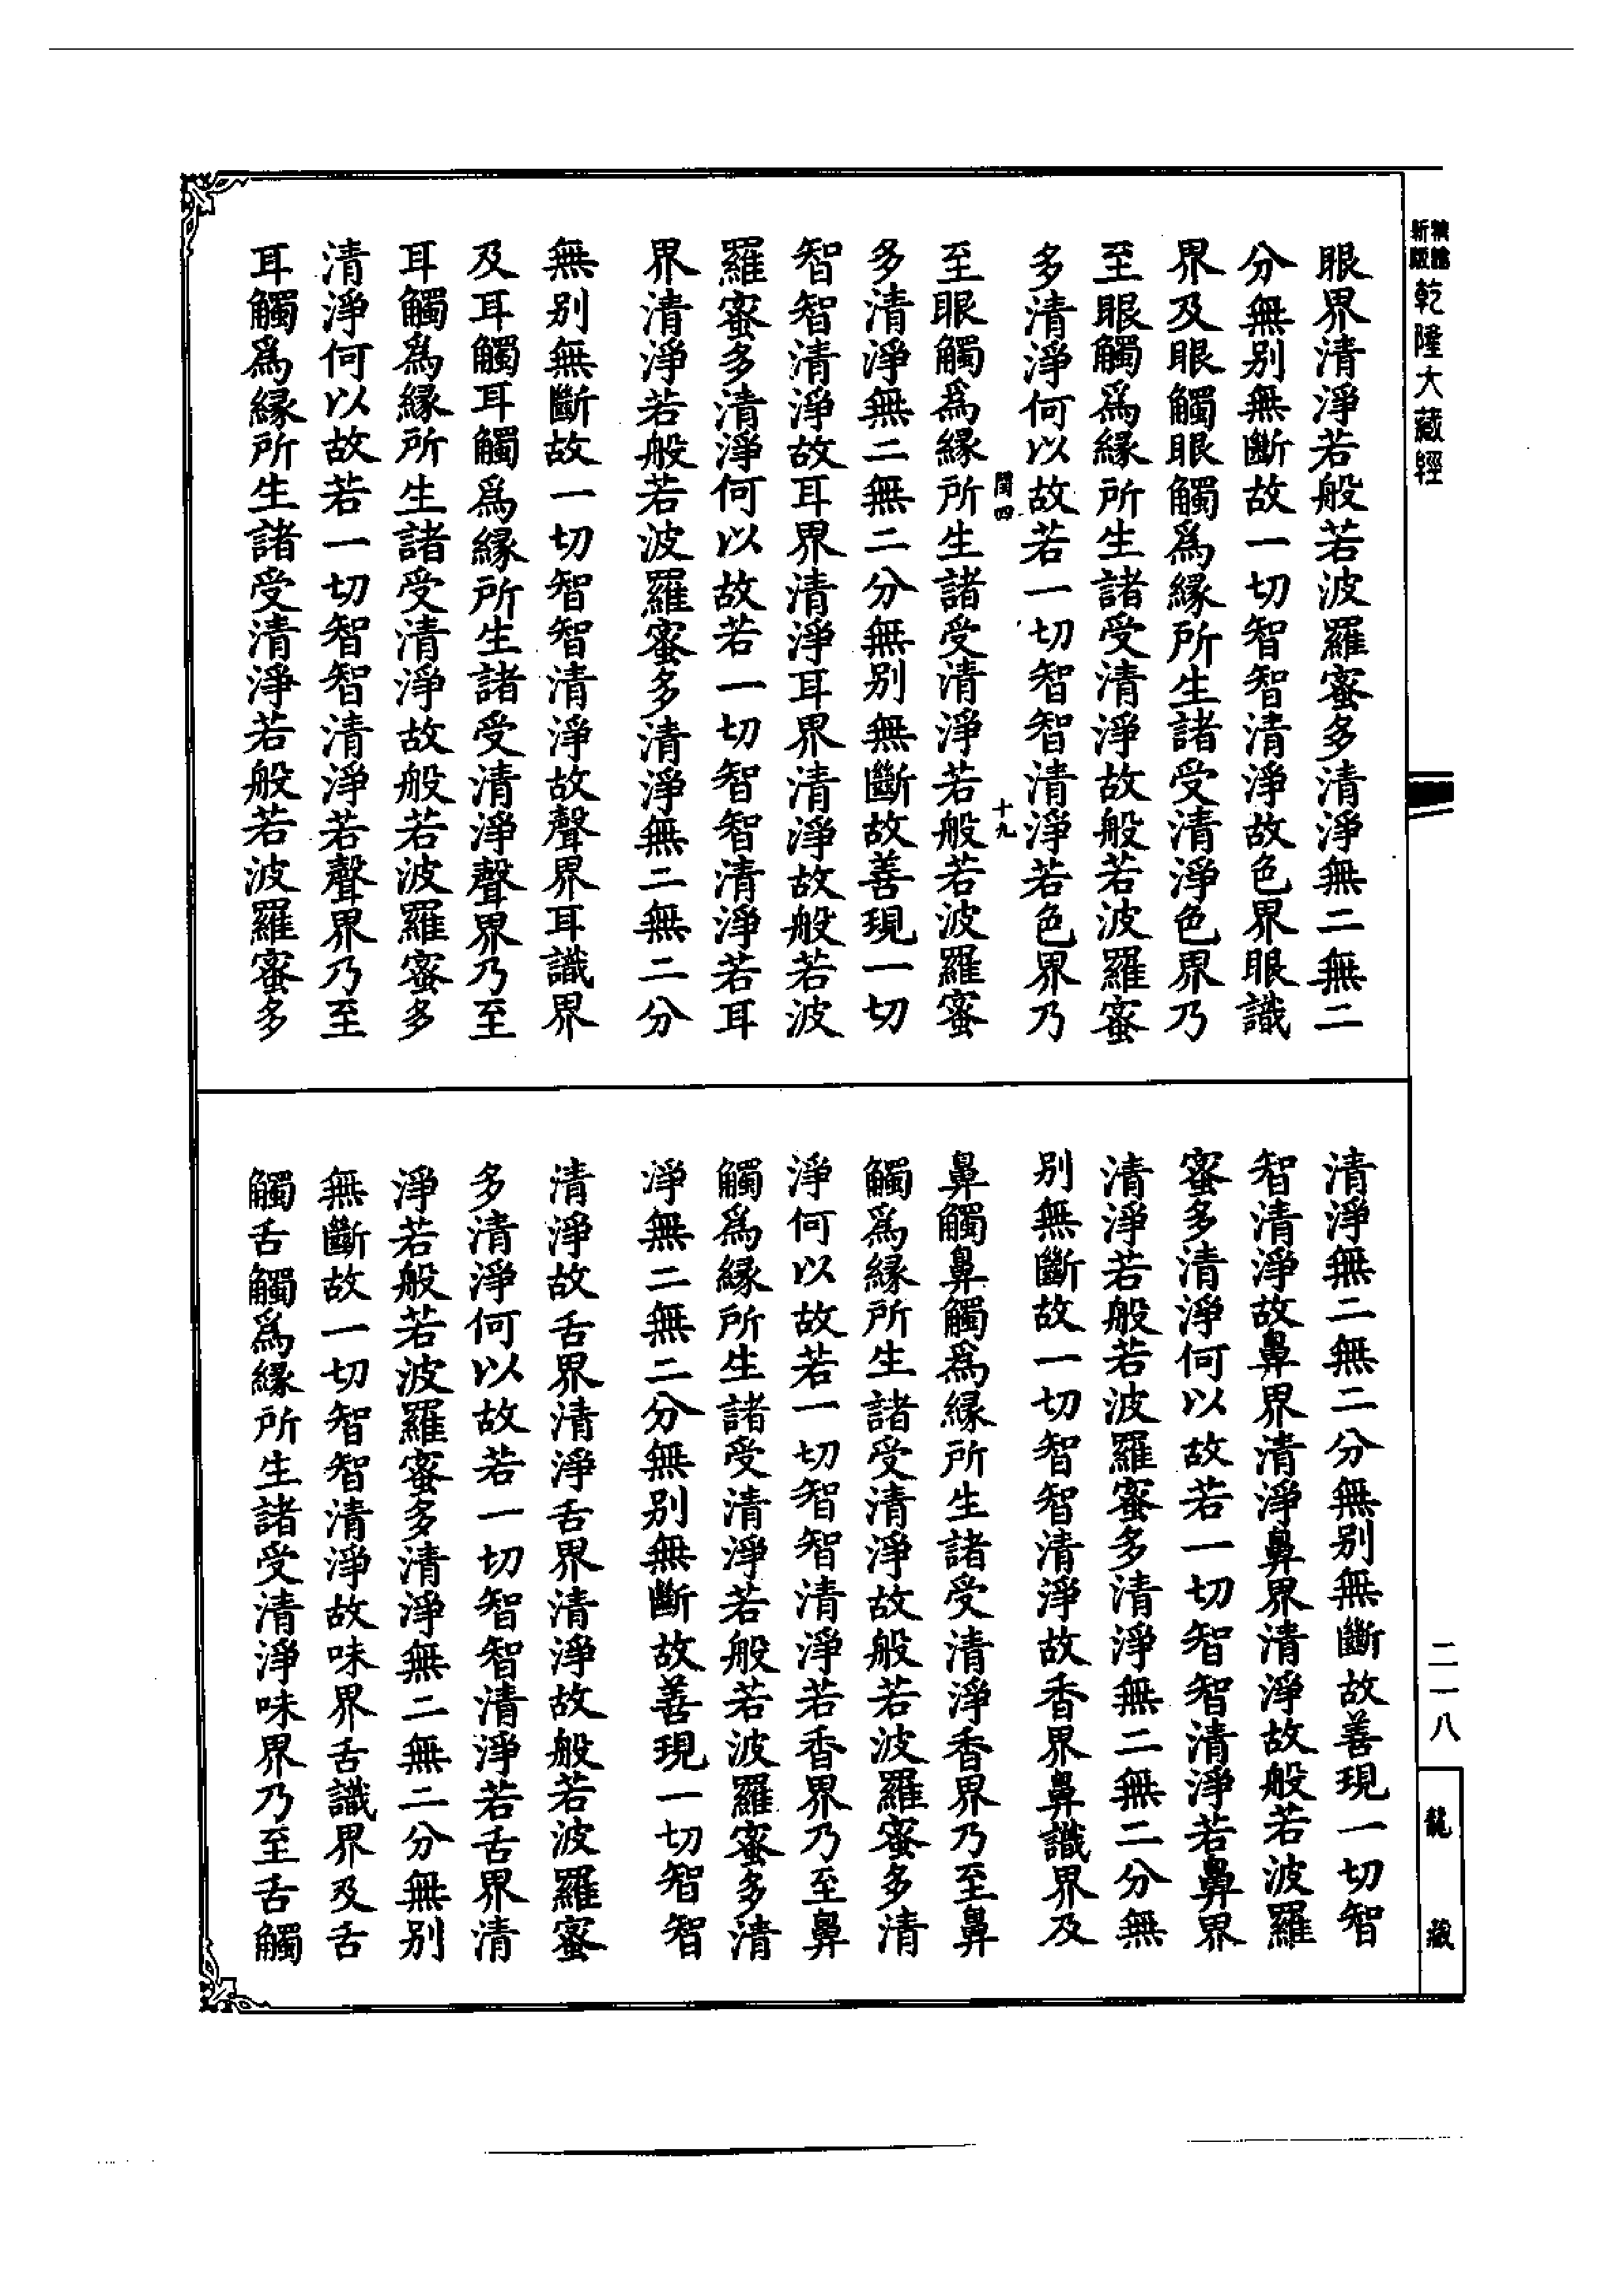 乾隆大藏經
眼界清淨若般若波羅蜜多清淨無二無二
分無別無斷故一切智智清淨故色界眼識
界及眼觸眼觸爲緣所生諸受清淨色界乃
至眼觸爲緣所生諸受清淨故般若波羅蜜
多清淨何以故若一切智智清淨若色界乃
四
十九
至眼觸爲緣所生諸受清淨若般若波羅蜜
多清淨無二無二分無別無斷故善現一切
智智清淨故耳界清淨耳界清淨故般若波
羅蜜多清淨何以故若一切智智清淨若耳
界清淨若般若波羅蜜多清淨無二無二分
無別無斷故一切智智清淨故聲界耳識界
及耳觸耳觸爲緣所生諸受清淨聲界乃至
耳觸爲緣所生諸受清淨故般若波羅蜜多
清淨何以故若一切智智清淨若聲界乃至
耳觸爲緣所生諸受清淨若般若波羅蜜多
清淨無二無二分無別無斷故善現一切智
智清淨故鼻界清淨鼻界清淨故般若波羅
蜜多清淨何以故若一切智智清淨若鼻界
清淨若般若波羅蜜多清淨無二無二分無
別無斷故一切智智清淨故香界鼻識界及
鼻觸鼻觸爲緣所生諸受清淨香界乃至鼻
觸爲緣所生諸受清淨故般若波羅蜜多清
淨何以故若一切智智清淨若香界乃至鼻
觸爲緣所生諸受清淨若般若波羅蜜多清
淨無二無二分無別無斷故善現一切智智
清淨故舌界清淨舌界清淨故般若波羅蜜
多清淨何以故若一切智智清淨若舌界清
淨若般若波羅蜜多清淨無二無二分無別
無斷故一切智智清淨故味界舌識界及舌
觸舌觸爲緣所生諸受清淨味界乃至舌觸
二一八
龍藏